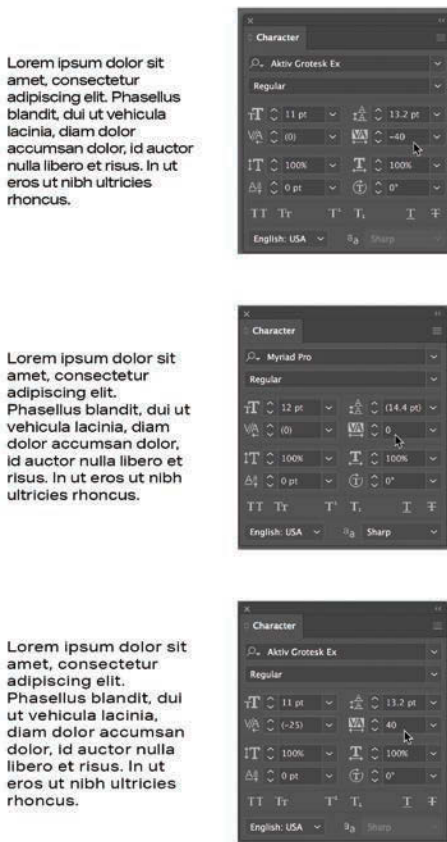 Lorem ipsum dolor sit
amet, consectetur
adipiscing elit. Phasellus
blandit, dui ut vehicula
lacinia, diam dolor
accumsan dolor, id auctor
nulla libero et risus. In ut
eros ut nibh ultricies
rhoncus.
Character
Aktiv Grotesk Ex
Regular
11 pt 13.2 pt
(0) -40
100% 100%
0 pt 0°
English: USA Sharp
Lorem ipsum dolor sit
amet, consectetur
adipiscing elit.
Phasellus blandit, dui ut
vehicula lacinia, diam
dolor accumsan dolor,
id auctor nulla libero et
risus. In ut eros ut nibh
ultricies rhoncus.
Character
Myriad Pro
Regular
12 pt (14.4 pt)
(0) 0
100% 100%
0 pt 0°
English: USA Sharp
Lorem ipsum dolor sit
amet, consectetur
adipiscing elit.
Phasellus blandit, dui
ut vehicula lacinia,
diam dolor accumsan
dolor, id auctor nulla
libero et risus. In ut
eros ut nibh ultricies
rhoncus.
Character
Aktiv Grotesk Ex
Regular
11 pt 13.2 pt
(-25) 40
100% 100%
0 pt 0°
English: USA Sharp